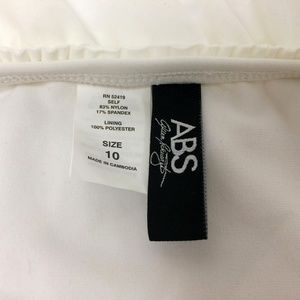 RN 52419
SELF
83% NYLON
17% SPANDEX
LINING
100% POLYESTER
SIZE
10
MADE IN CAMBODIA
ABS